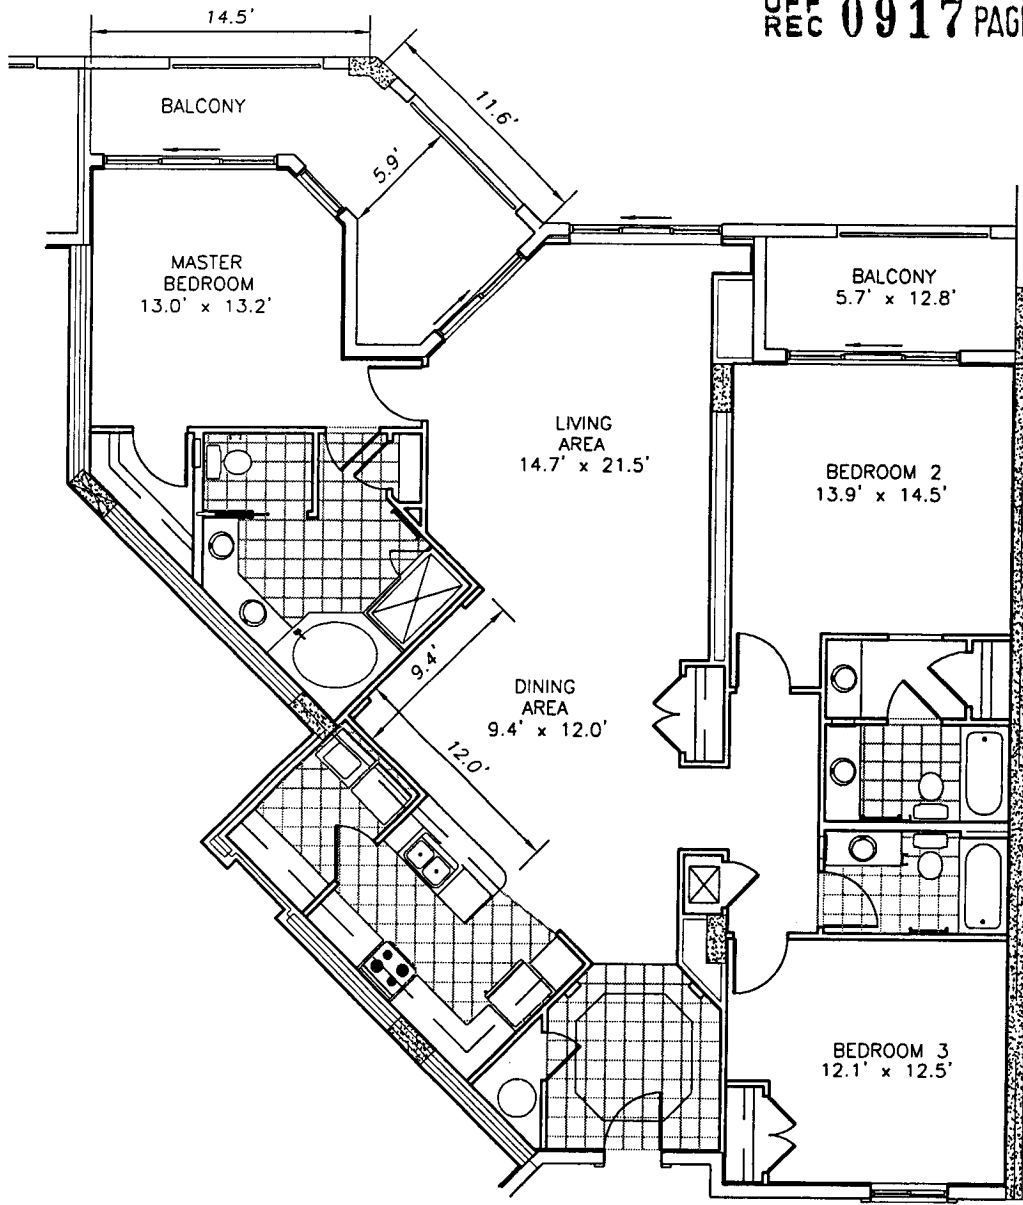 OFF
REC 0917 PAGE
14.5'
11.6'
BALCONY
5.9'
MASTER
BEDROOM
13.0' x 13.2'
BALCONY
5.7' x 12.8'
LIVING
AREA
14.7' x 21.5'
BEDROOM 2
13.9' x 14.5'
9.4'
DINING
AREA
9.4' x 12.0'
12.0'
BEDROOM 3
12.1' x 12.5'